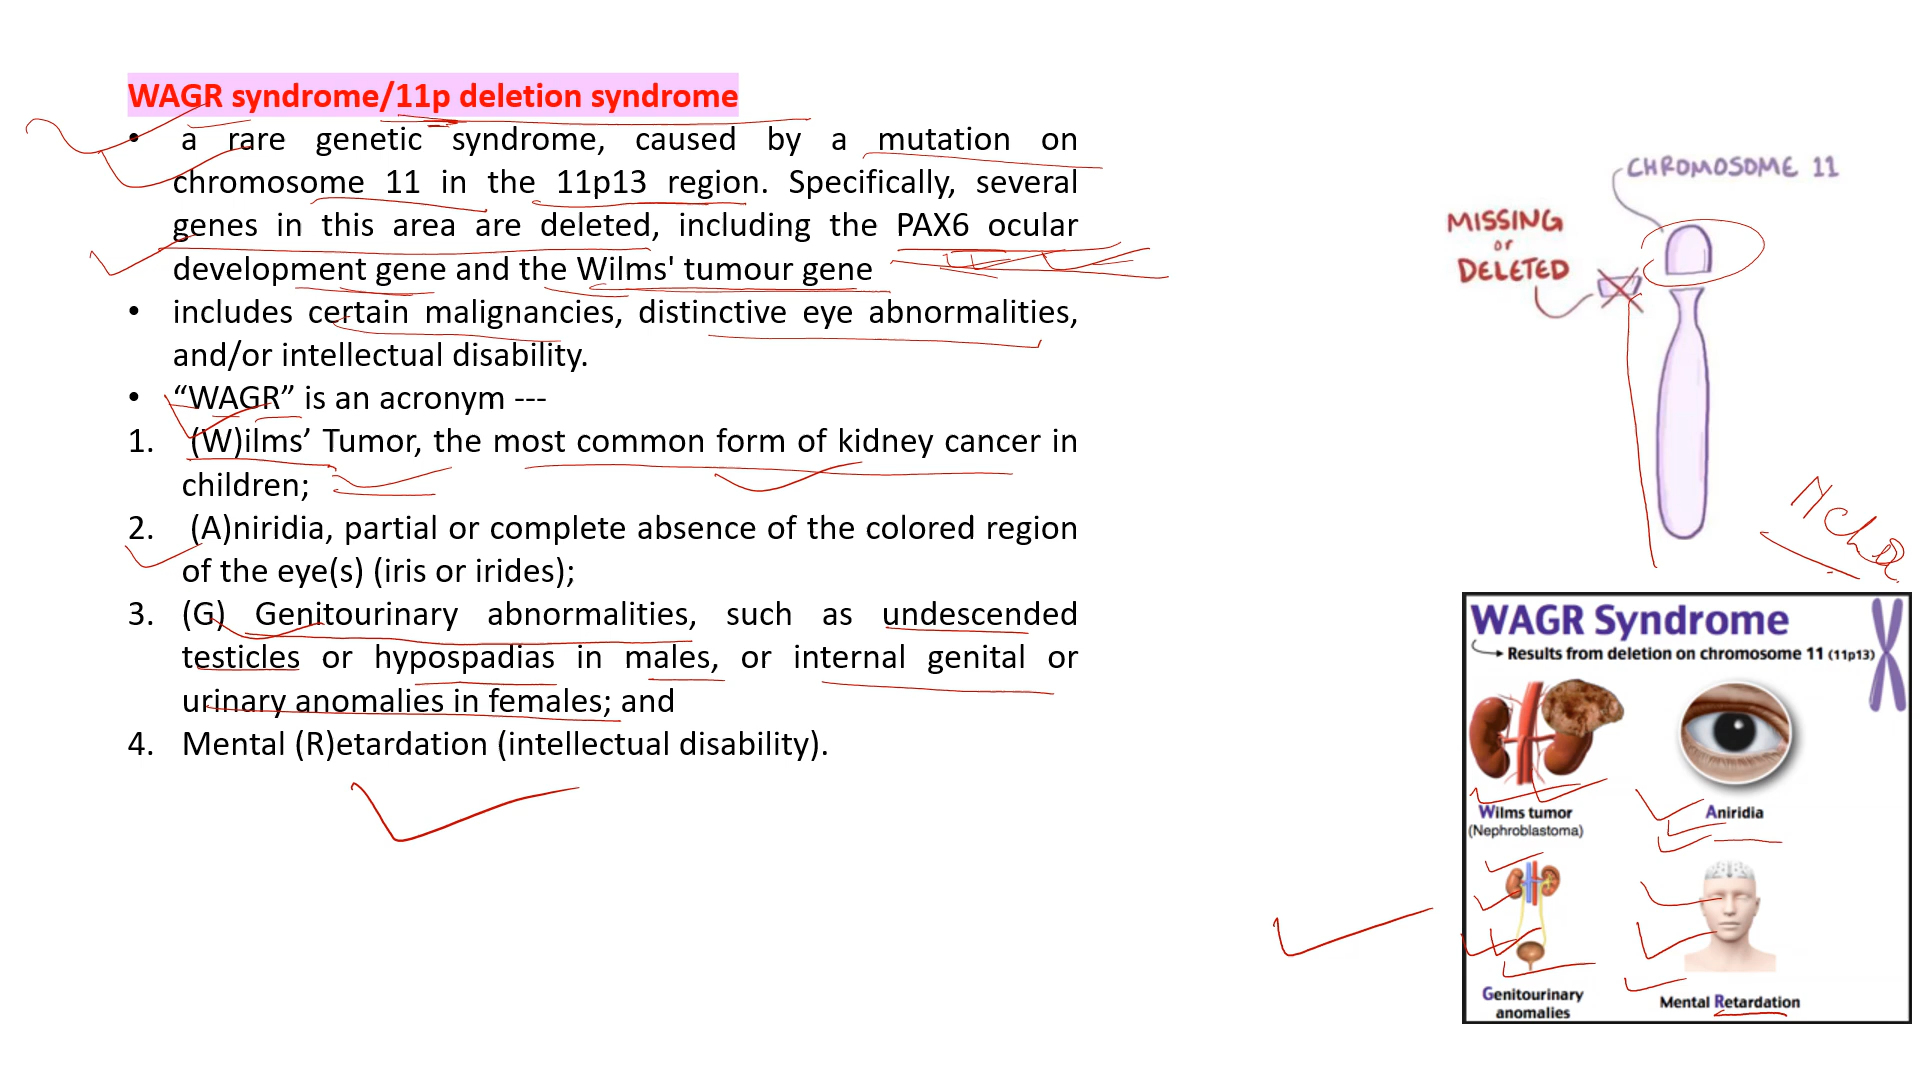 WAGR syndrome/11p deletion syndrome
• a rare genetic syndrome, caused by a mutation on
chromosome 11 in the 11p13 region. Specifically, several
genes in this area are deleted, including the PAX6 ocular
development gene and the Wilms' tumour gene
• includes certain malignancies, distinctive eye abnormalities,
and/or intellectual disability.
• “WAGR” is an acronym ---
1. (W)ilms’ Tumor, the most common form of kidney cancer in
children;
2. (A)niridia, partial or complete absence of the colored region
of the eye(s) (iris or irides);
3. (G) Genitourinary abnormalities, such as undescended
testicles or hypospadias in males, or internal genital or
urinary anomalies in females; and
4. Mental (R)etardation (intellectual disability).
CHROMOSOME 11
MISSING
or
DELETED
WAGR Syndrome
Results from deletion on chromosome 11 (11p13)
Wilms tumor
(Nephroblastoma)
Aniridia
Genitourinary
anomalies
Mental Retardation